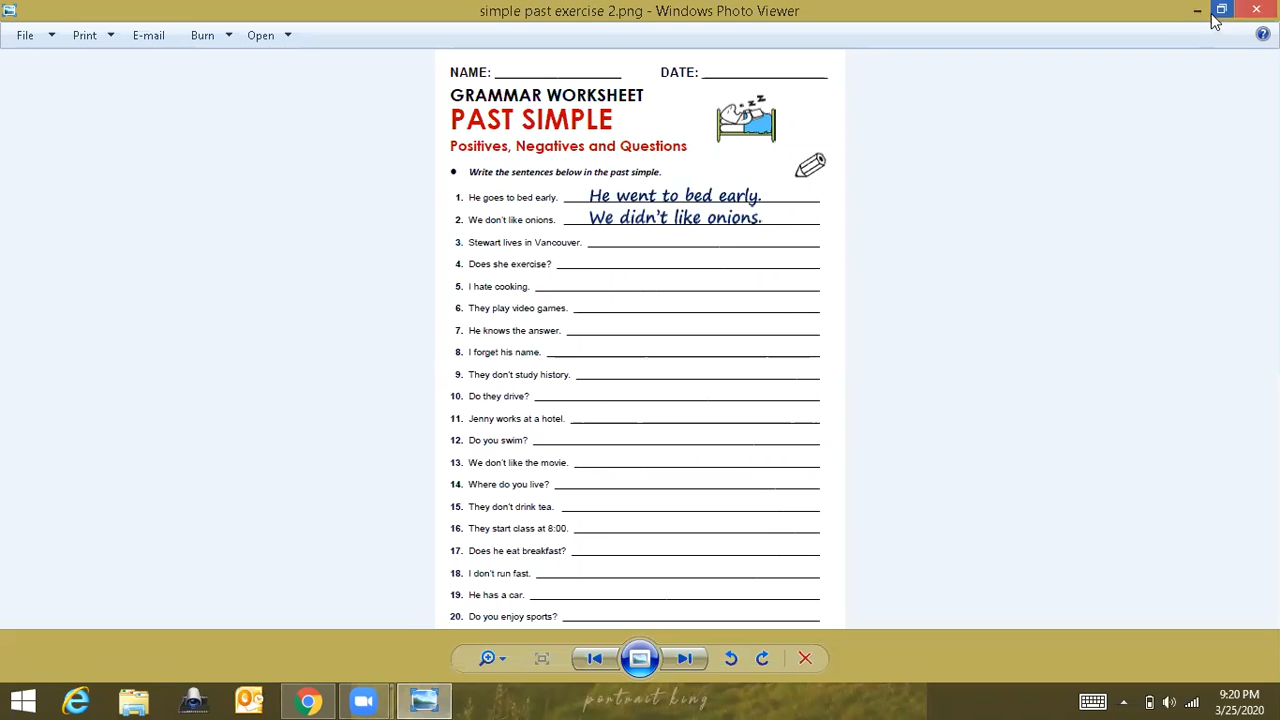 simple past exercise 2.png - Windows Photo Viewer
File Print E-mail Burn Open
NAME: DATE:
GRAMMAR WORKSHEET
PAST SIMPLE
Positives, Negatives and Questions
Z Z Z
• Write the sentences below in the past simple.
1. He goes to bed early. He went to bed early.
2. We don't like onions. We didn't like onions.
3. Stewart lives in Vancouver.
4. Does she exercise?
5. I hate cooking.
6. They play video games.
7. He knows the answer.
8. I forget his name.
9. They don't study history.
10. Do they drive?
11. Jenny works at a hotel.
12. Do you swim?
13. We don't like the movie.
14. Where do you live?
15. They don't drink tea.
16. They start class at 8:00.
17. Does he eat breakfast?
18. I don't run fast.
19. He has a car.
20. Do you enjoy sports?
portrait king
9:20 PM
3/25/2020